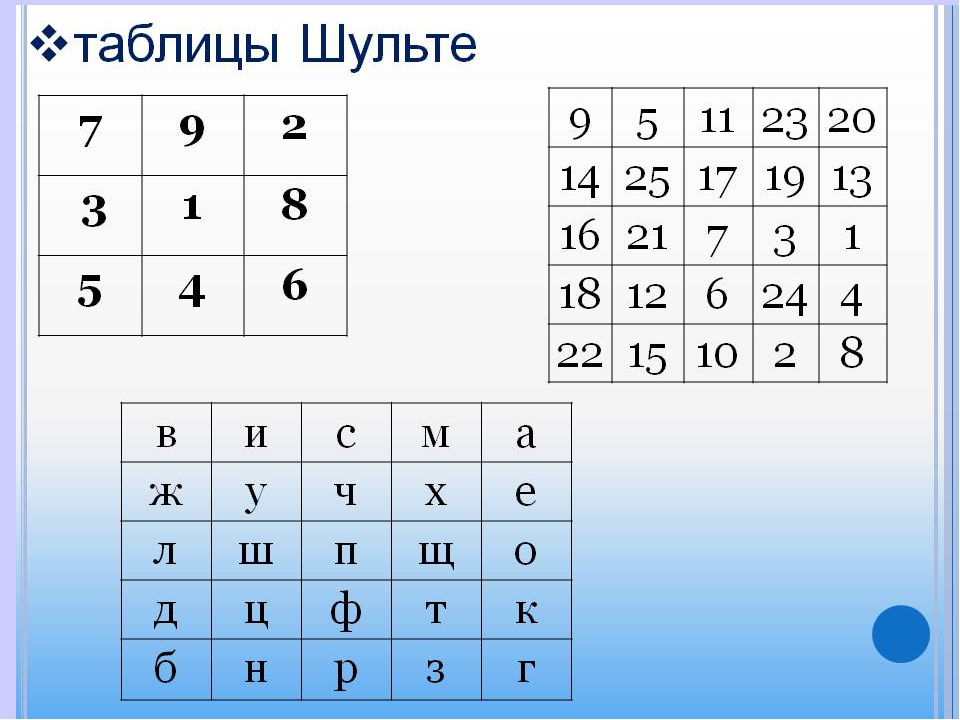 таблицы Шульте
7 9 2
3 1 8
5 4 6
9 5 11 23 20
14 25 17 19 13
16 21 7 3 1
18 12 6 24 4
22 15 10 2 8
в и с м а
ж у ч х е
л ш п щ о
д ц ф т к
б н р з г